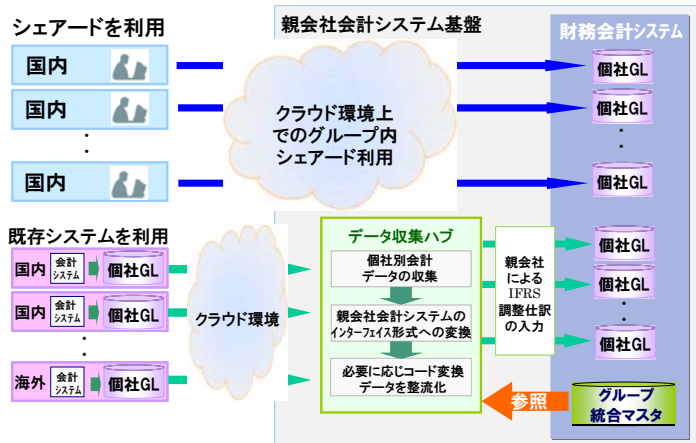 シェアードを利用
親会社会計システム基盤
財務会計システム
国内
個社GL
国内
個社GL
・
・
・
・
クラウド環境上
でのグループ内
シェアード利用
国内
個社GL
既存システムを利用
国内
会計
システム
個社GL
国内
会計
システム
個社GL
・
・
海外
会計
システム
個社GL
クラウド環境
データ収集ハブ
個社別会計
データの収集
親会社会計システムの
インターフェイス形式への変換
必要に応じコード変換
データを整流化
親会社
による
IFRS
調整仕訳
の入力
個社GL
個社GL
・
・
個社GL
参照
グループ
統合マスタ